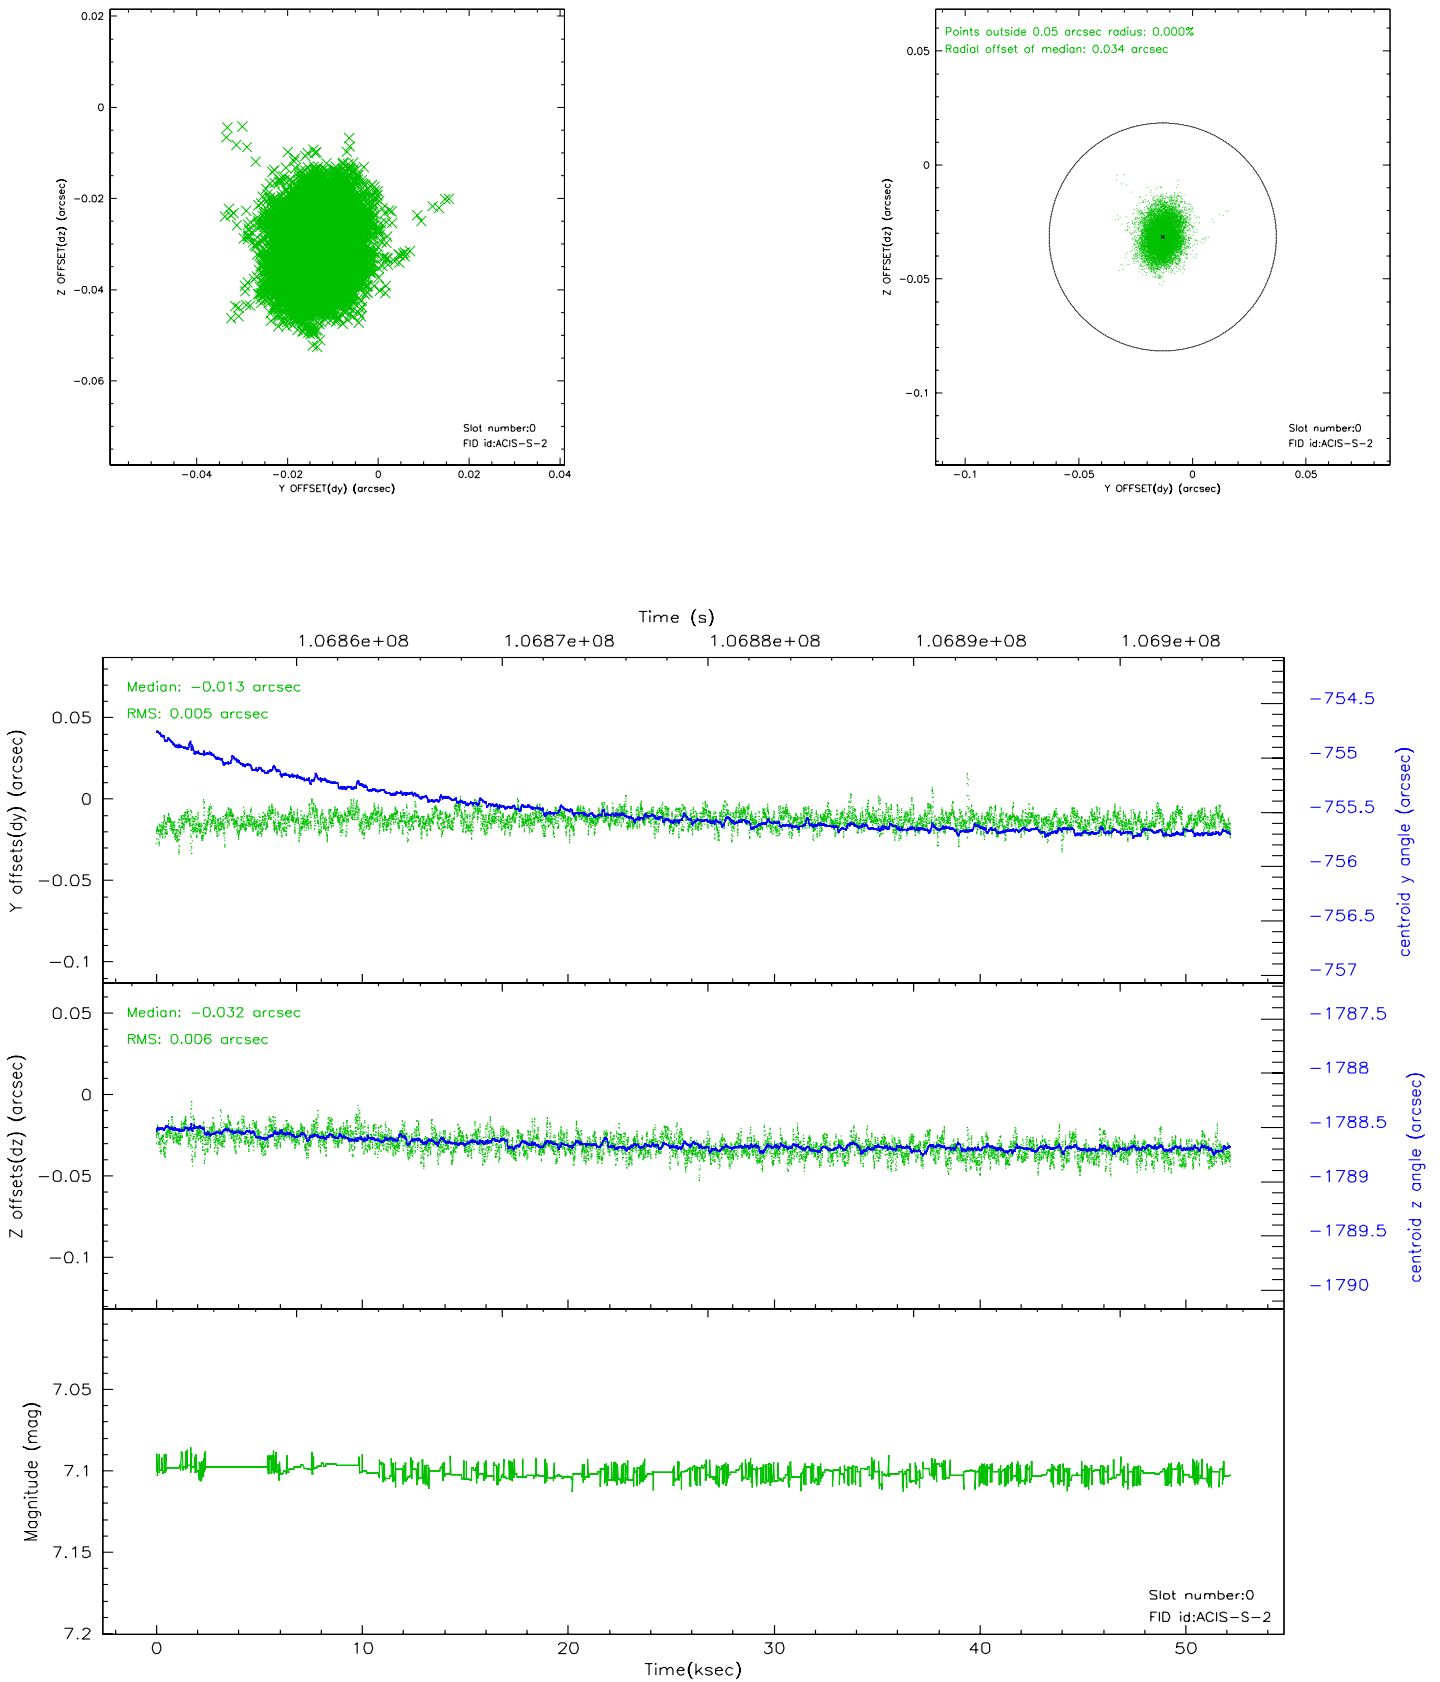 0.02
0
−0.02
−0.04
−0.06
Z OFFSET(dz) (arcsec)
−0.04
−0.02
0
0.02
0.04
Y OFFSET(dy) (arcsec)
Slot number:0
FID id:ACIS−S−2
Points outside 0.05 arcsec radius: 0.000%
Radial offset of median: 0.034 arcsec
0.05
0
−0.05
−0.1
Z OFFSET(dz) (arcsec)
−0.1
−0.05
0
0.05
Y OFFSET(dy) (arcsec)
Slot number:0
FID id:ACIS−S−2
Time (s)
1.0686e+08
1.0687e+08
1.0688e+08
1.0689e+08
1.069e+08
Median: −0.013 arcsec
RMS: 0.005 arcsec
0.05
0
−0.05
−0.1
Y offsets(dy) (arcsec)
−754.5
−755
−755.5
−756
−756.5
−757
centroid y angle (arcsec)
Median: −0.032 arcsec
RMS: 0.006 arcsec
0.05
0
−0.05
−0.1
Z offsets(dz) (arcsec)
−1787.5
−1788
−1788.5
−1789
−1789.5
−1790
centroid z angle (arcsec)
7.05
7.1
7.15
7.2
Magnitude (mag)
Slot number:0
FID id:ACIS−S−2
0
10
20
30
40
50
Time(ksec)